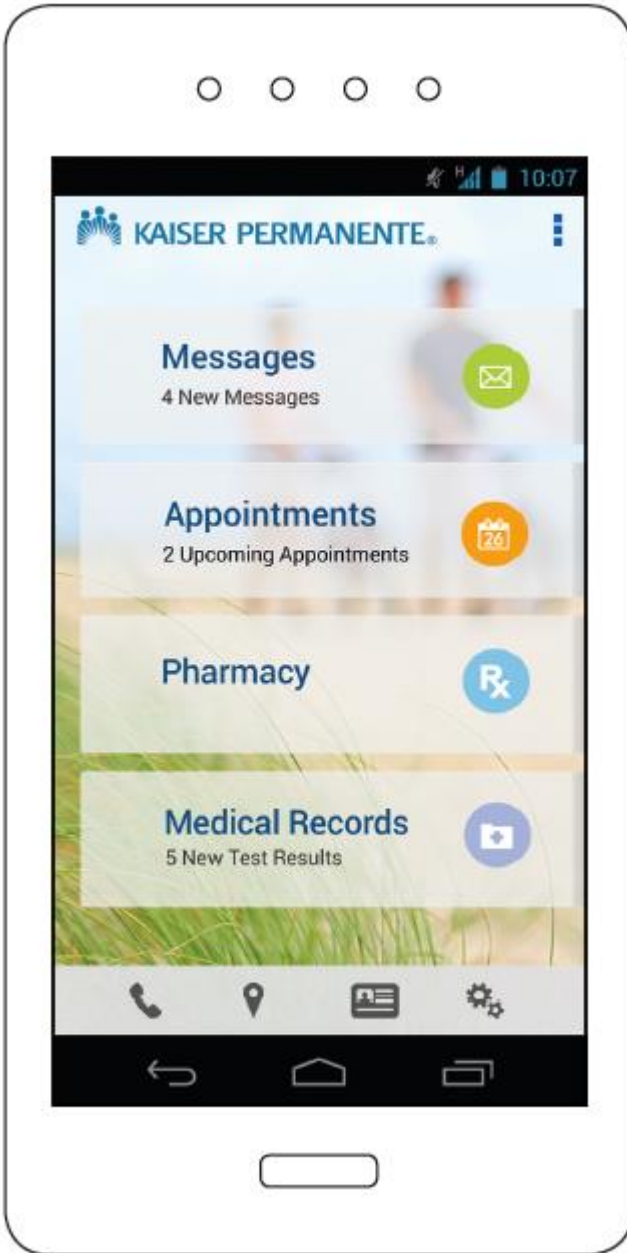 H
10:07
KAISER PERMANENTE®
Messages
4 New Messages
Appointments
2 Upcoming Appointments
26
Pharmacy
Rx
Medical Records
5 New Test Results